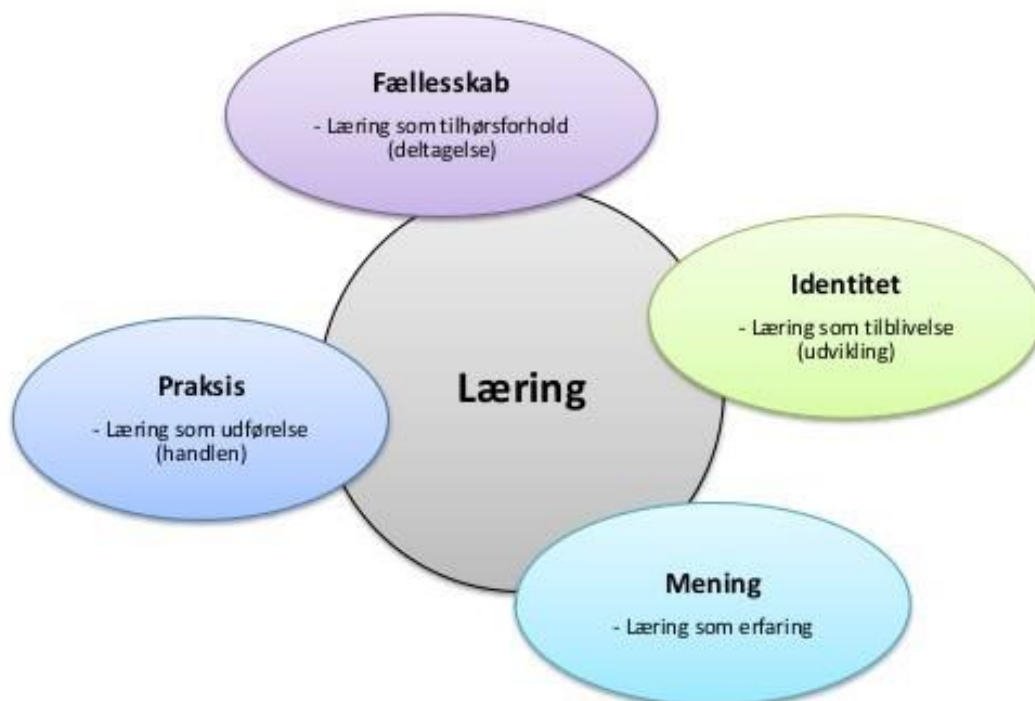 Fællesskab
- Læring som tilhørsforhold
(deltagelse)
Identitet
- Læring som tilblivelse
(udvikling)
Læring
Praksis
- Læring som udførelse
(handlen)
Mening
- Læring som erfaring